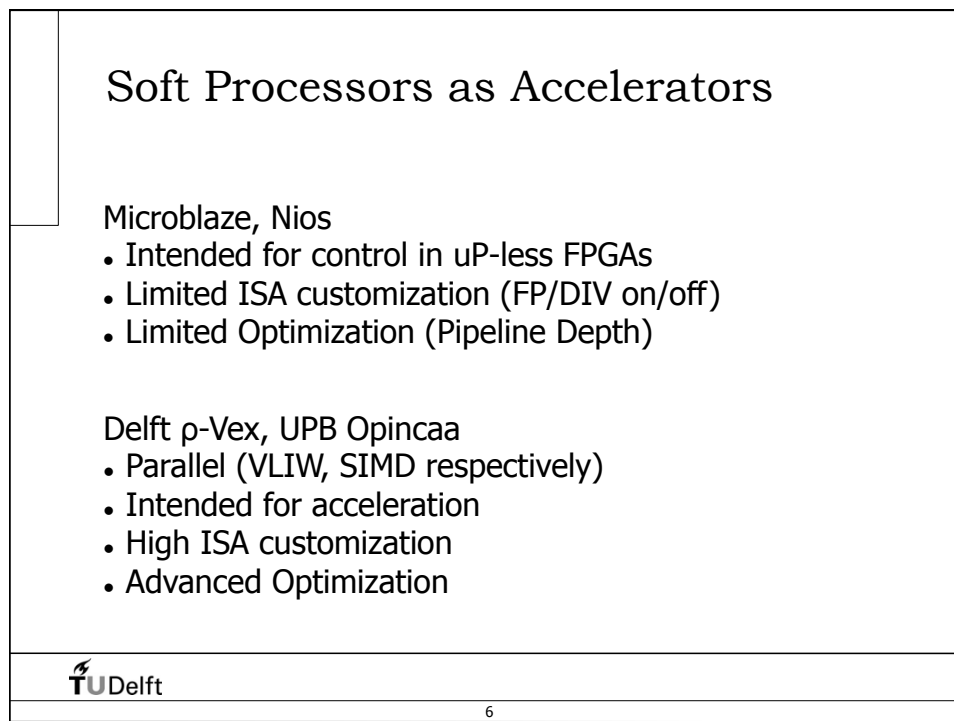 Soft Processors as Accelerators
Microblaze, Nios
• Intended for control in uP-less FPGAs
• Limited ISA customization (FP/DIV on/off)
• Limited Optimization (Pipeline Depth)
Delft ρ-Vex, UPB Opincaa
• Parallel (VLIW, SIMD respectively)
• Intended for acceleration
• High ISA customization
• Advanced Optimization
TUDelft
6